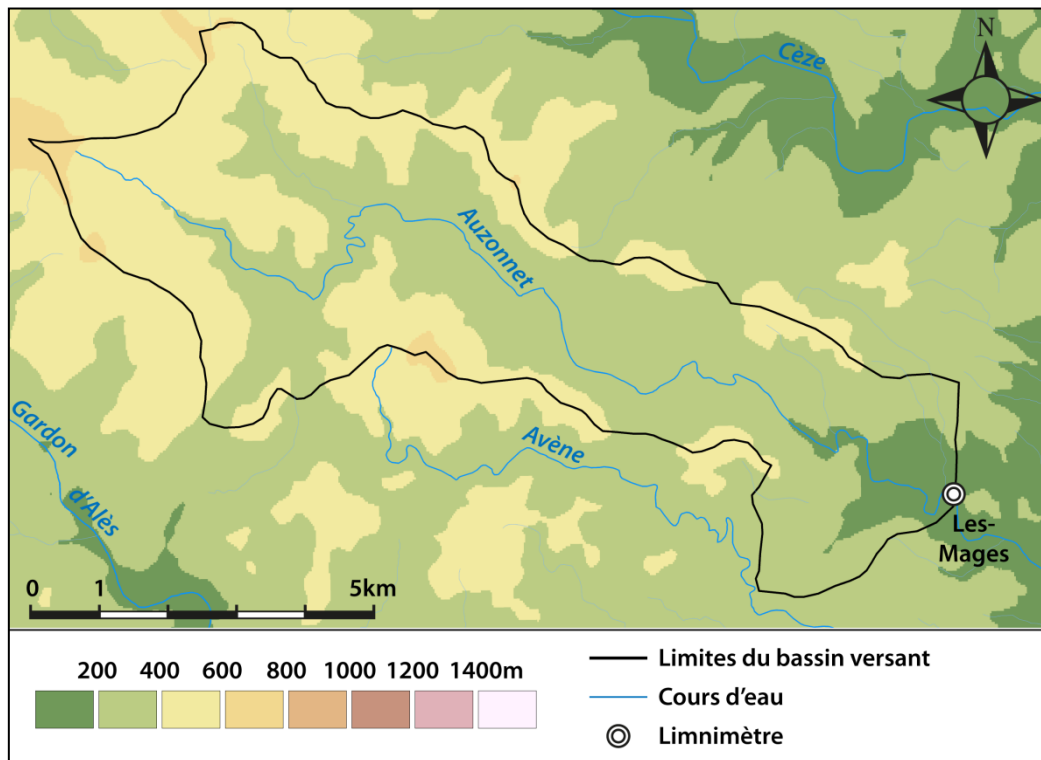 Cèze
N
Auzonnet
Gardon
d'Alès
Avène
Les-
Mages
0 1 5km
200 400 600 800 1000 1200 1400m
Limites du bassin versant
Cours d'eau
Limnimètre